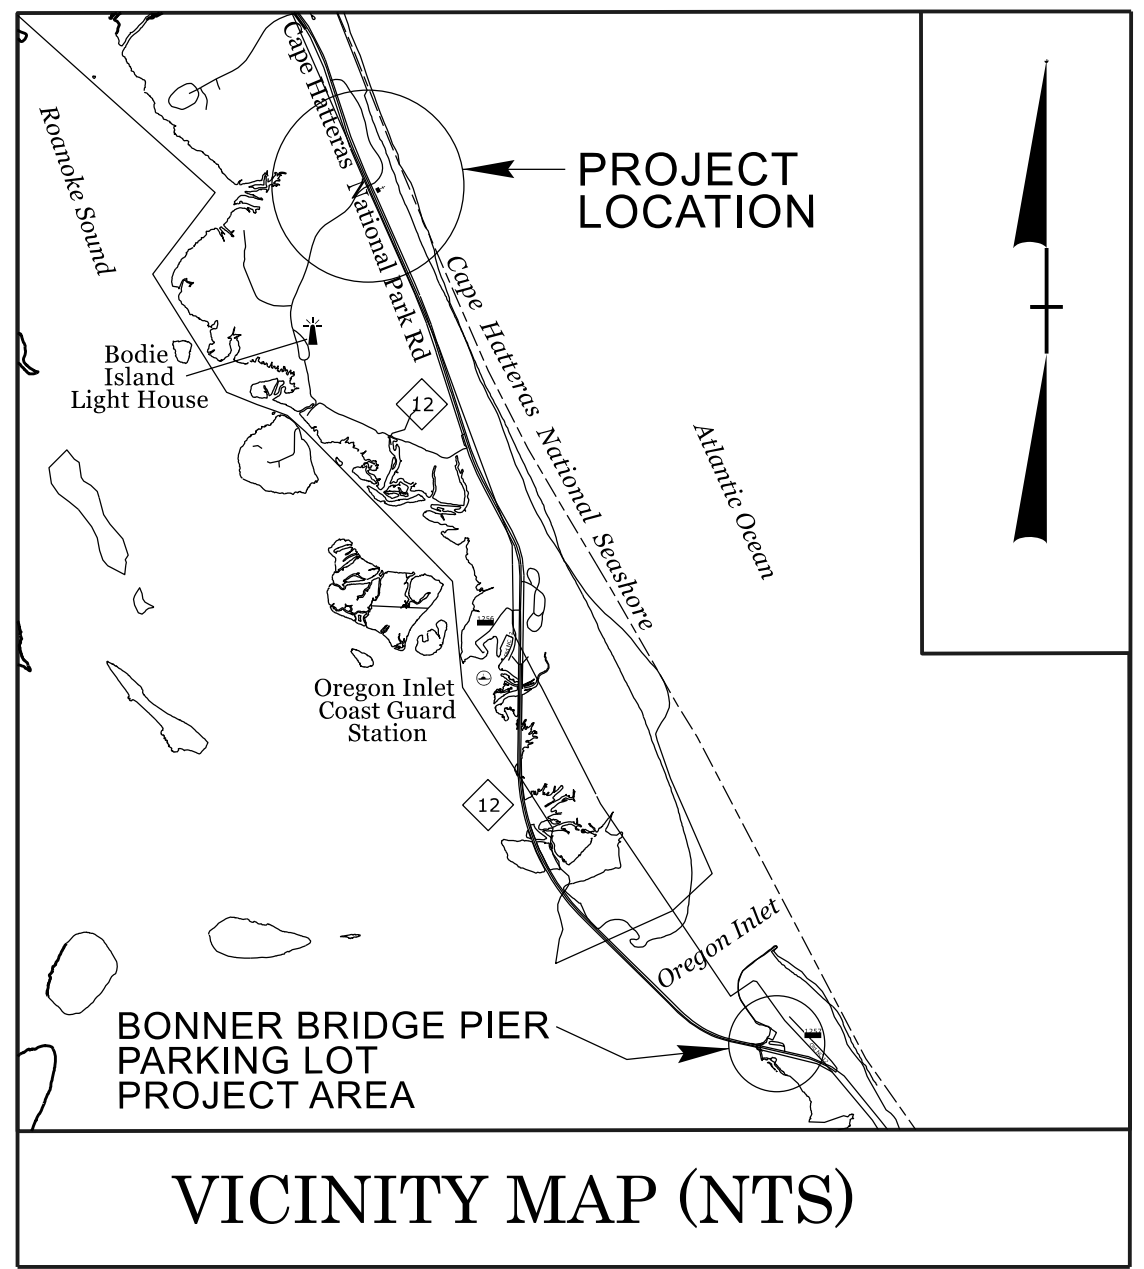 Cape Hatteras National Park Rd
Roanoke Sound
PROJECT
LOCATION
Cape Hatteras National Seashore
Bodie
Island
Light House
12
Atlantic Ocean
1256
Oregon Inlet
Coast Guard
Station
12
Oregon Inlet
BONNER BRIDGE PIER
PARKING LOT
PROJECT AREA
1257
VICINITY MAP (NTS)